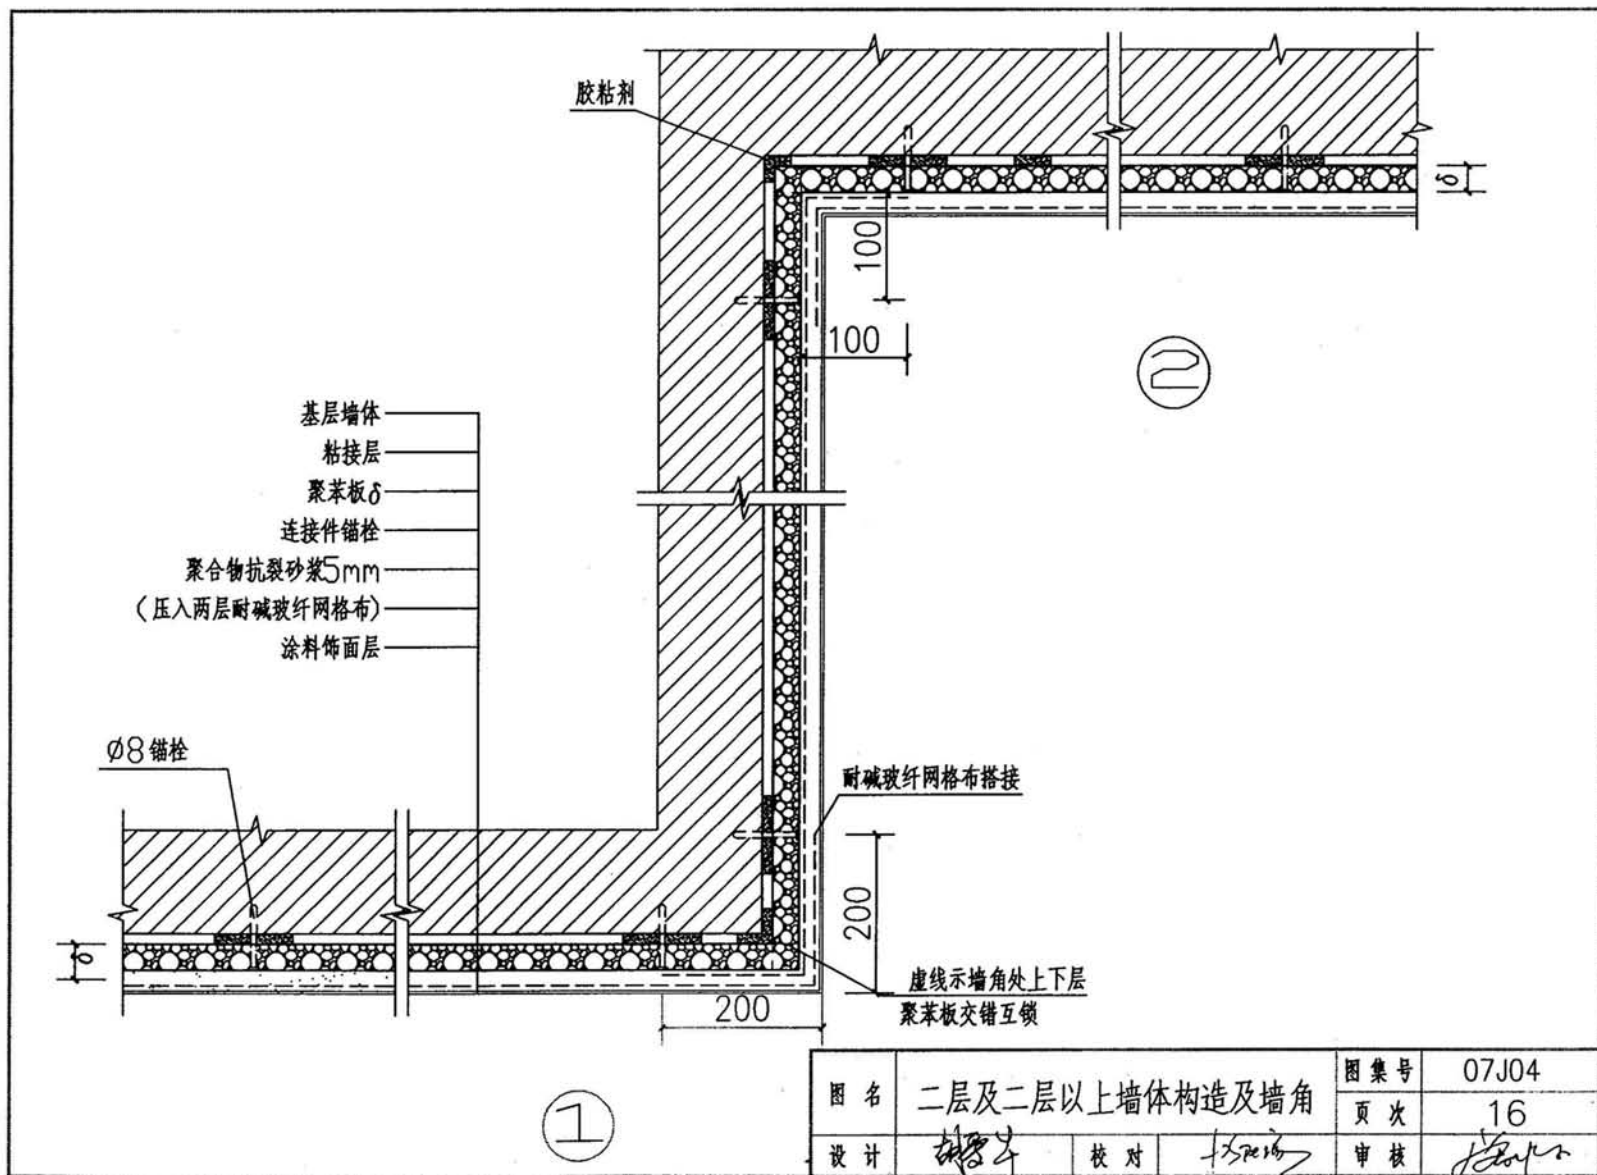 胶粘剂
δ
100
100
2
基层墙体
粘接层
聚苯板δ
连接件锚栓
聚合物抗裂砂浆5mm
(压入两层耐碱玻纤网格布)
涂料饰面层
Ø8锚栓
耐碱玻纤网格布搭接
200
δ
虚线示墙角处上下层
聚苯板交错互锁
200
1
图名 二层及二层以上墙体构造及墙角 图集号 07J04
页次 16
设计 校对 审核